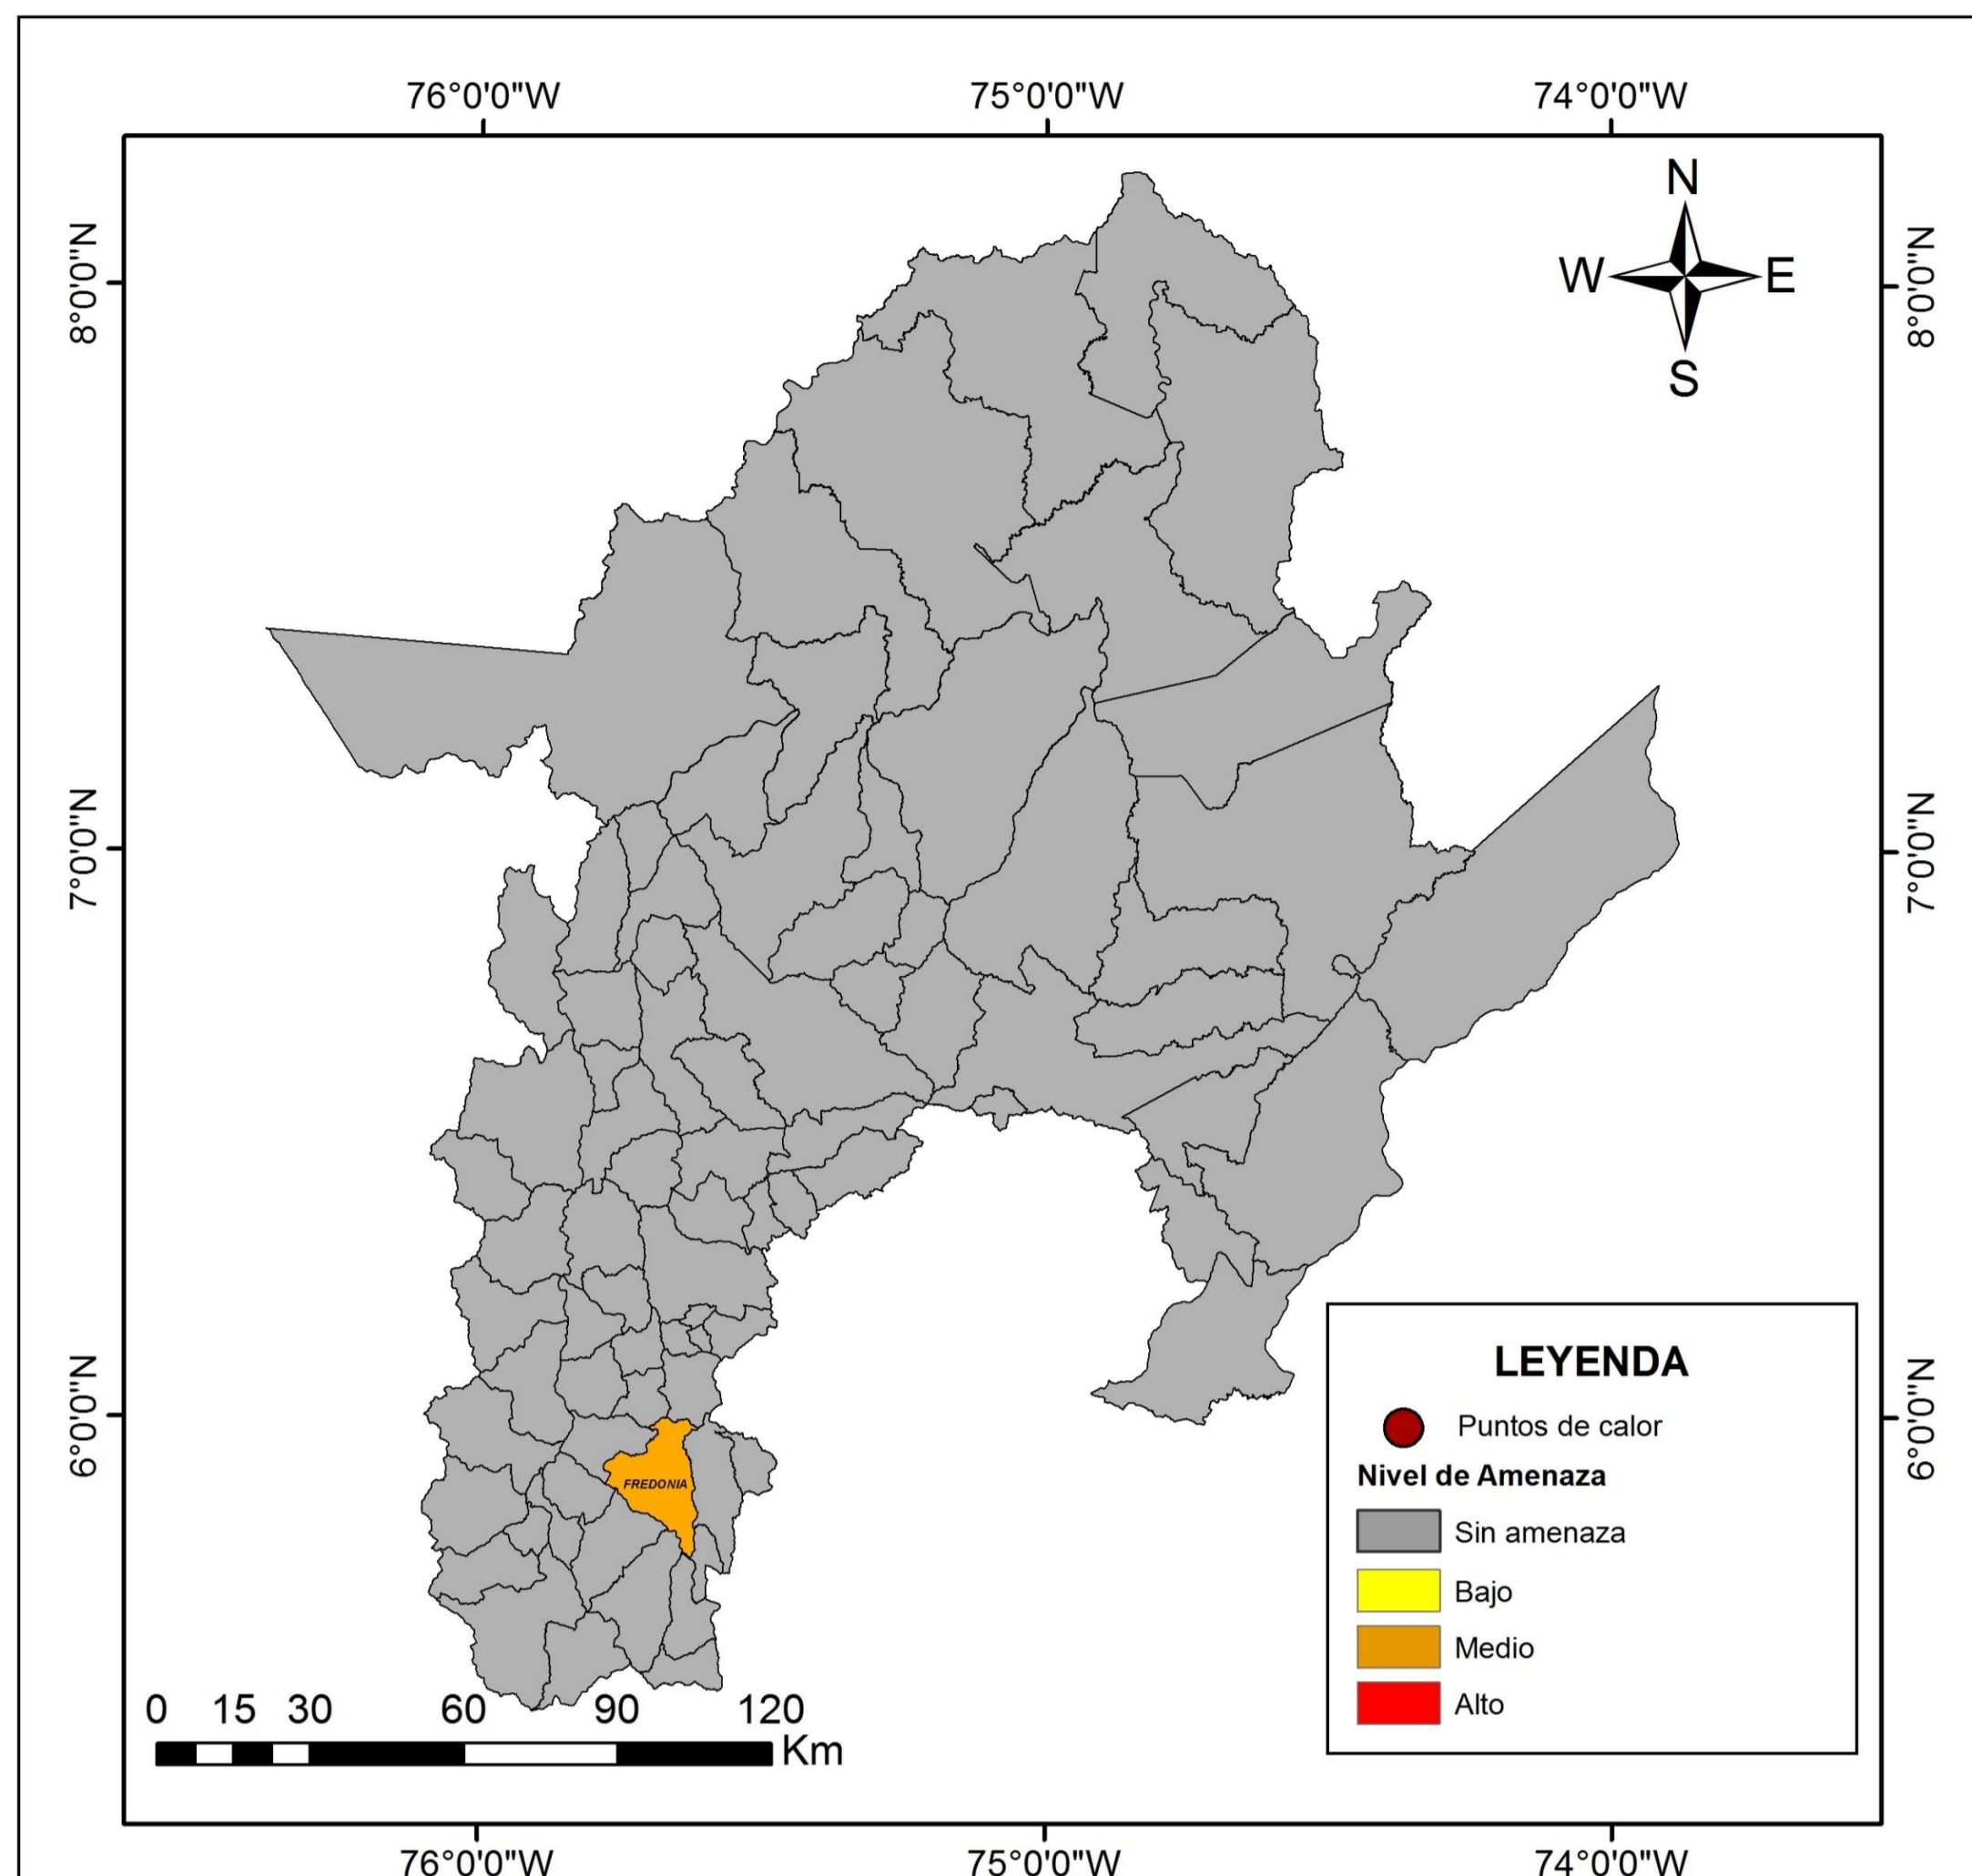 76°0'0"W 75°0'0"W 74°0'0"W
N
W E
S
8°0'0"N 8°0'0"N
7°0'0"N 7°0'0"N
6°0'0"N 6°0'0"N
FREDONIA
LEYENDA
Puntos de calor
Nivel de Amenaza
Sin amenaza
Bajo
Medio
Alto
0 15 30 60 90 120
Km
76°0'0"W 75°0'0"W 74°0'0"W